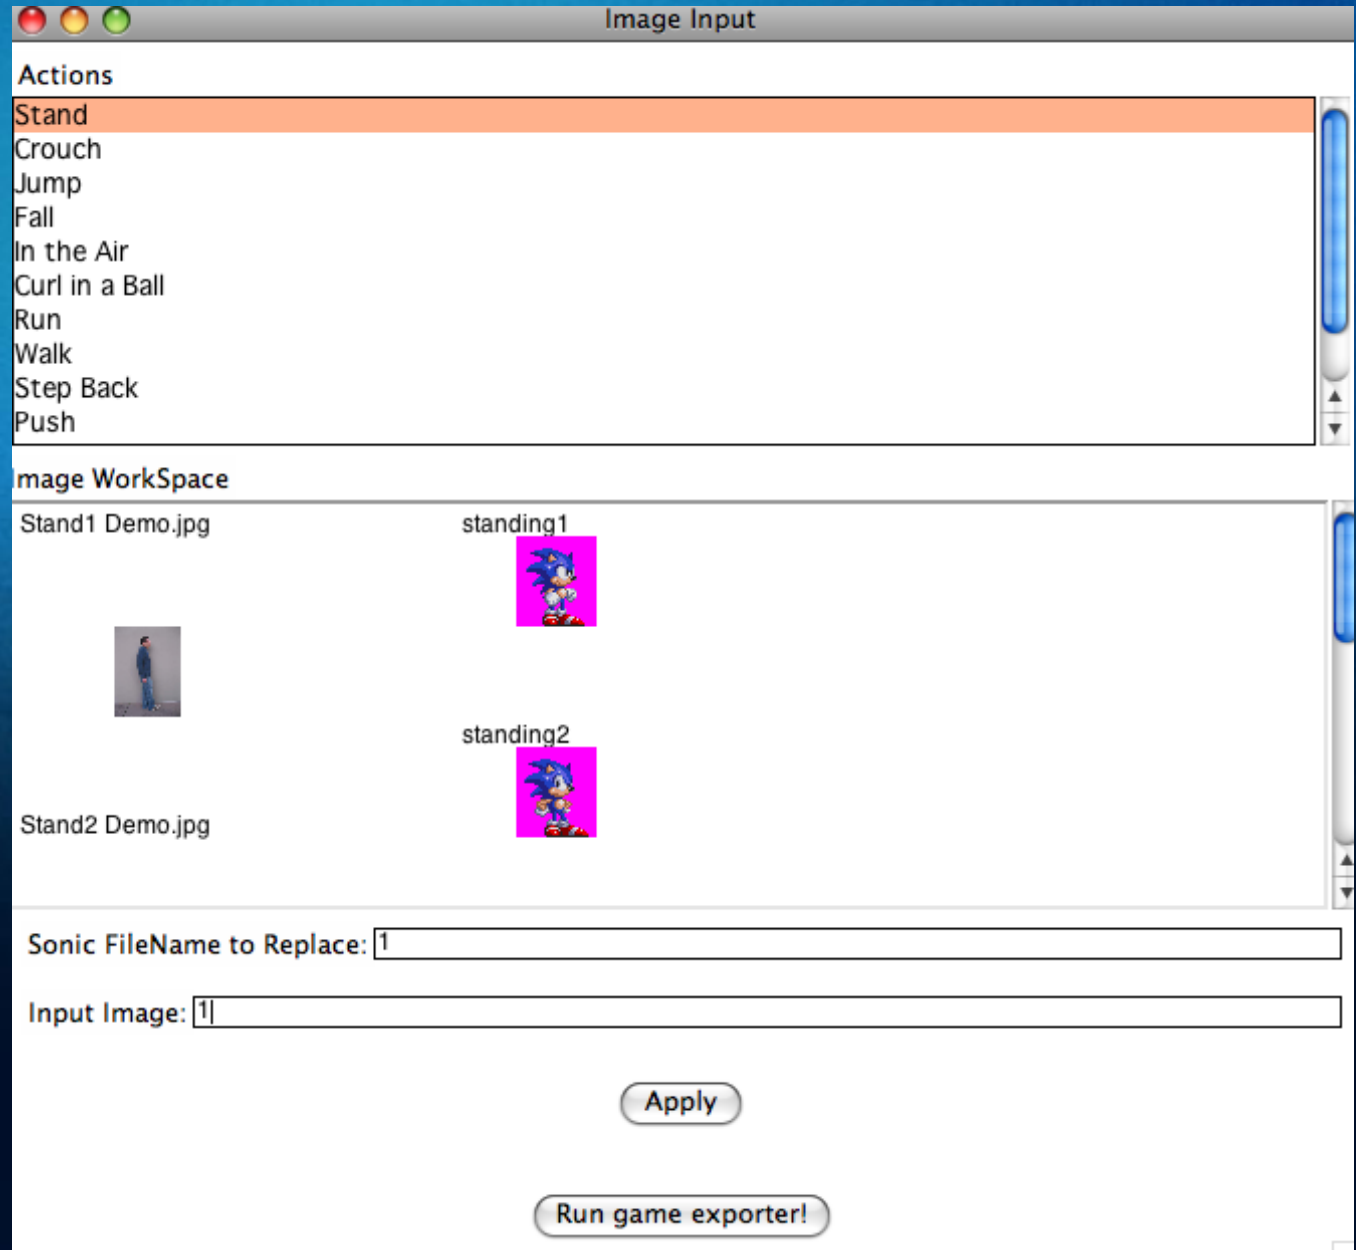 Image Input
Actions
Stand
Crouch
Jump
Fall
In the Air
Curl in a Ball
Run
Walk
Step Back
Push
Image WorkSpace
Stand1 Demo.jpg standing1
standing2
Stand2 Demo.jpg
Sonic FileName to Replace: 1
Input Image: 1
Apply
Run game exporter!